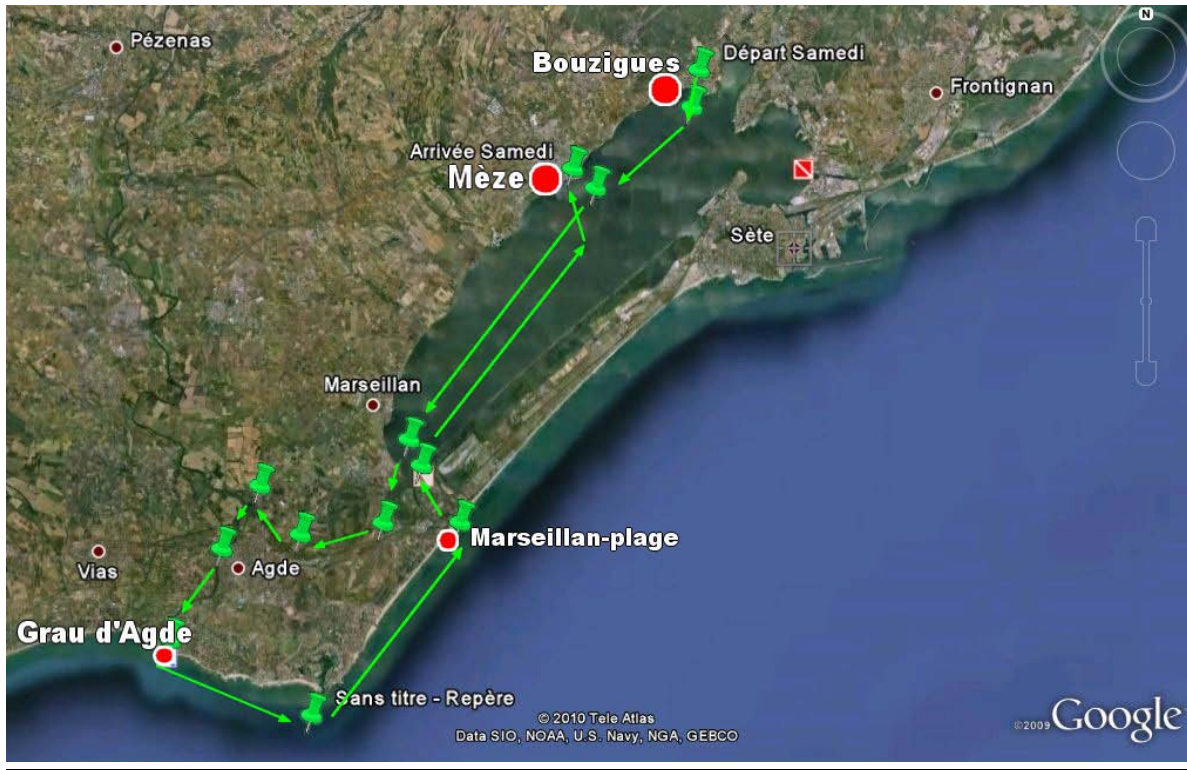 N
Pézenas
Bouzigues
Départ Samedi
Frontignan
Arrivée Samedi
Mèze
Sète
Marseillan
Marseillan-plage
Agde
Vias
Grau d'Agde
Sans titre - Repère
© 2010 Tele Atlas
Data SIO, NOAA, U.S. Navy, NGA, GEBCO
©2009 Google